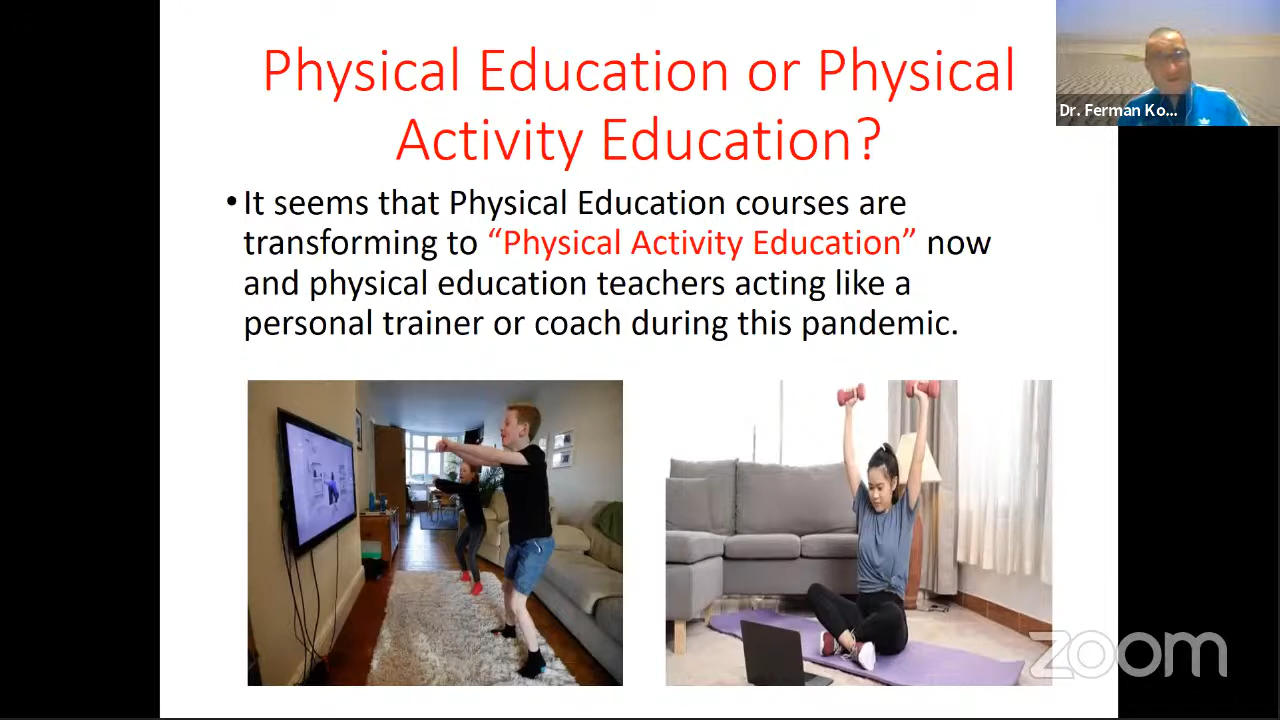 Physical Education or Physical
Activity Education?
• It seems that Physical Education courses are
transforming to “Physical Activity Education” now
and physical education teachers acting like a
personal trainer or coach during this pandemic.
Dr. Ferman Ko...
zoom